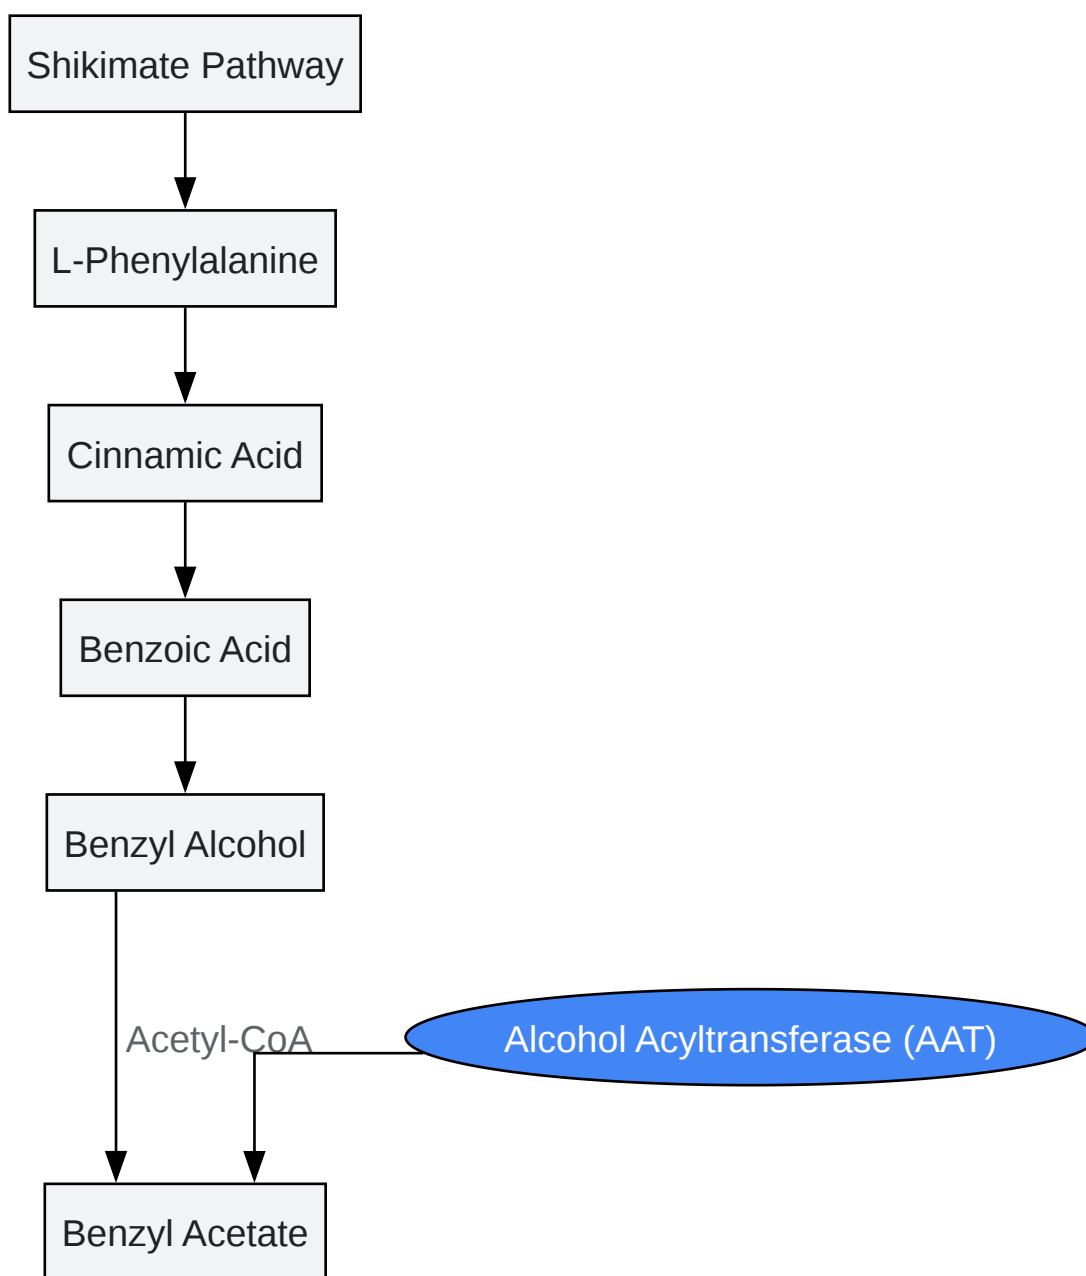 Shikimate Pathway
L-Phenylalanine
Cinnamic Acid
Benzoic Acid
Benzyl Alcohol
Acetyl-CoA
Alcohol Acyltransferase (AAT)
Benzyl Acetate